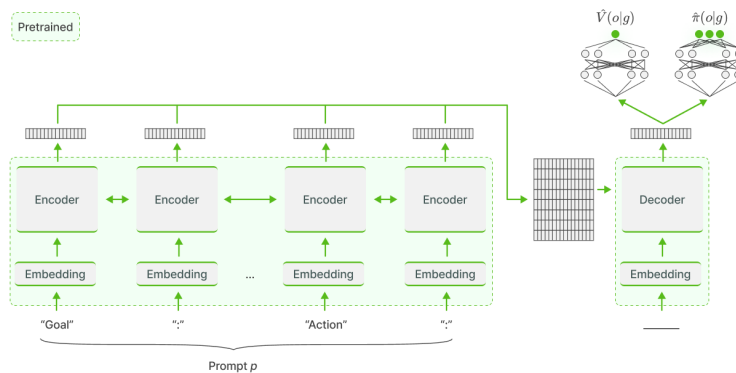 Pretrained
V̂(o|g) π̂(o|g)
Encoder Encoder Encoder Encoder Decoder
Embedding Embedding ... Embedding Embedding Embedding
“Goal” “:” “Action” “:”
Prompt p